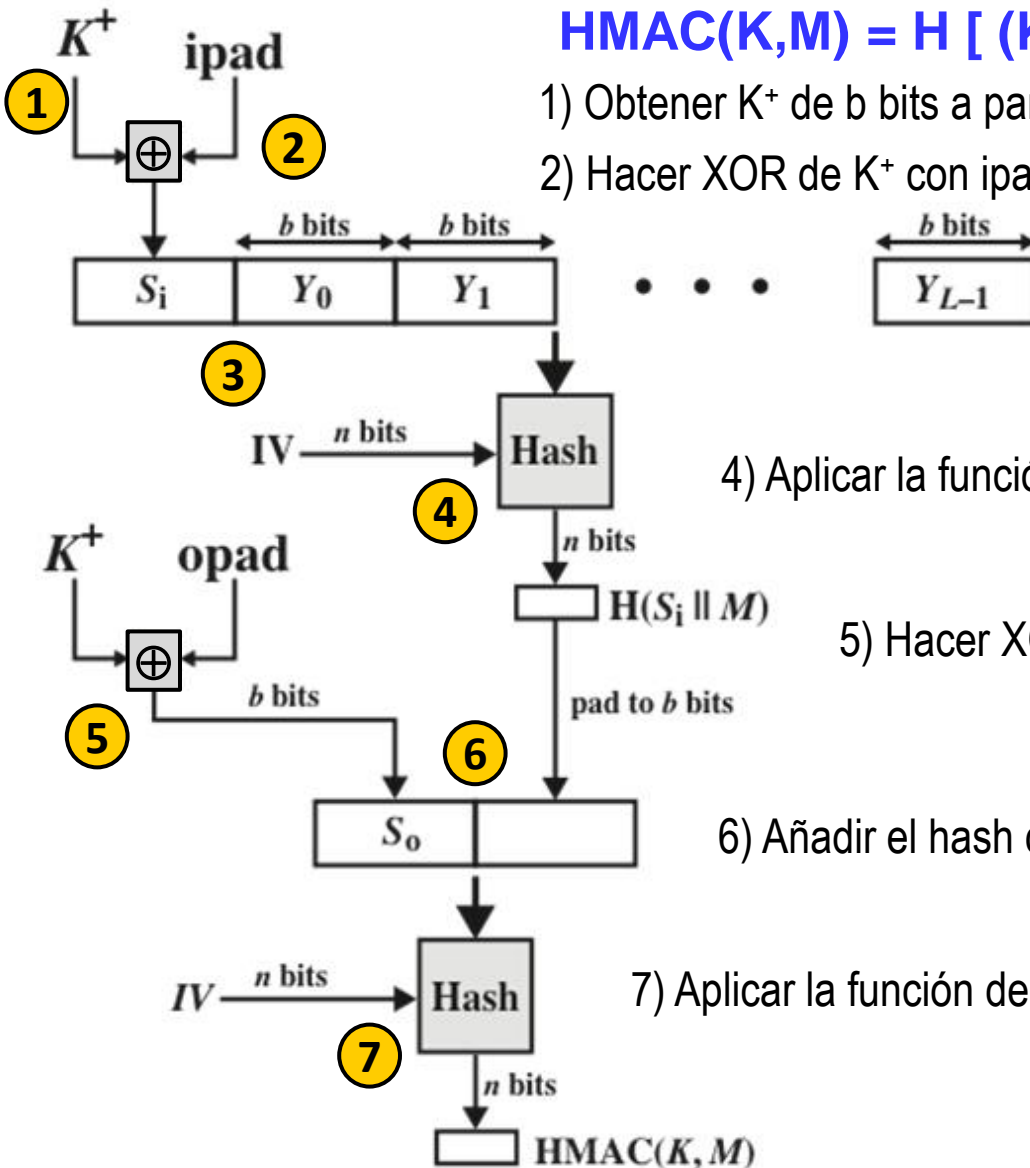 HMAC(K,M) = H [ (K
K⁺
ipad
1
1) Obtener K⁺ de b bits a par
2
2) Hacer XOR de K⁺ con ipa
b bits
b bits
b bits
Sᵢ
Y₀
Y₁
• • •
Y_L–1
3
IV
n bits
Hash
4
4) Aplicar la funció
n bits
K⁺
opad
H(Sᵢ || M)
5) Hacer XO
b bits
pad to b bits
5
6
Sₒ
6) Añadir el hash
IV
n bits
Hash
7) Aplicar la función de
7
n bits
HMAC(K, M)